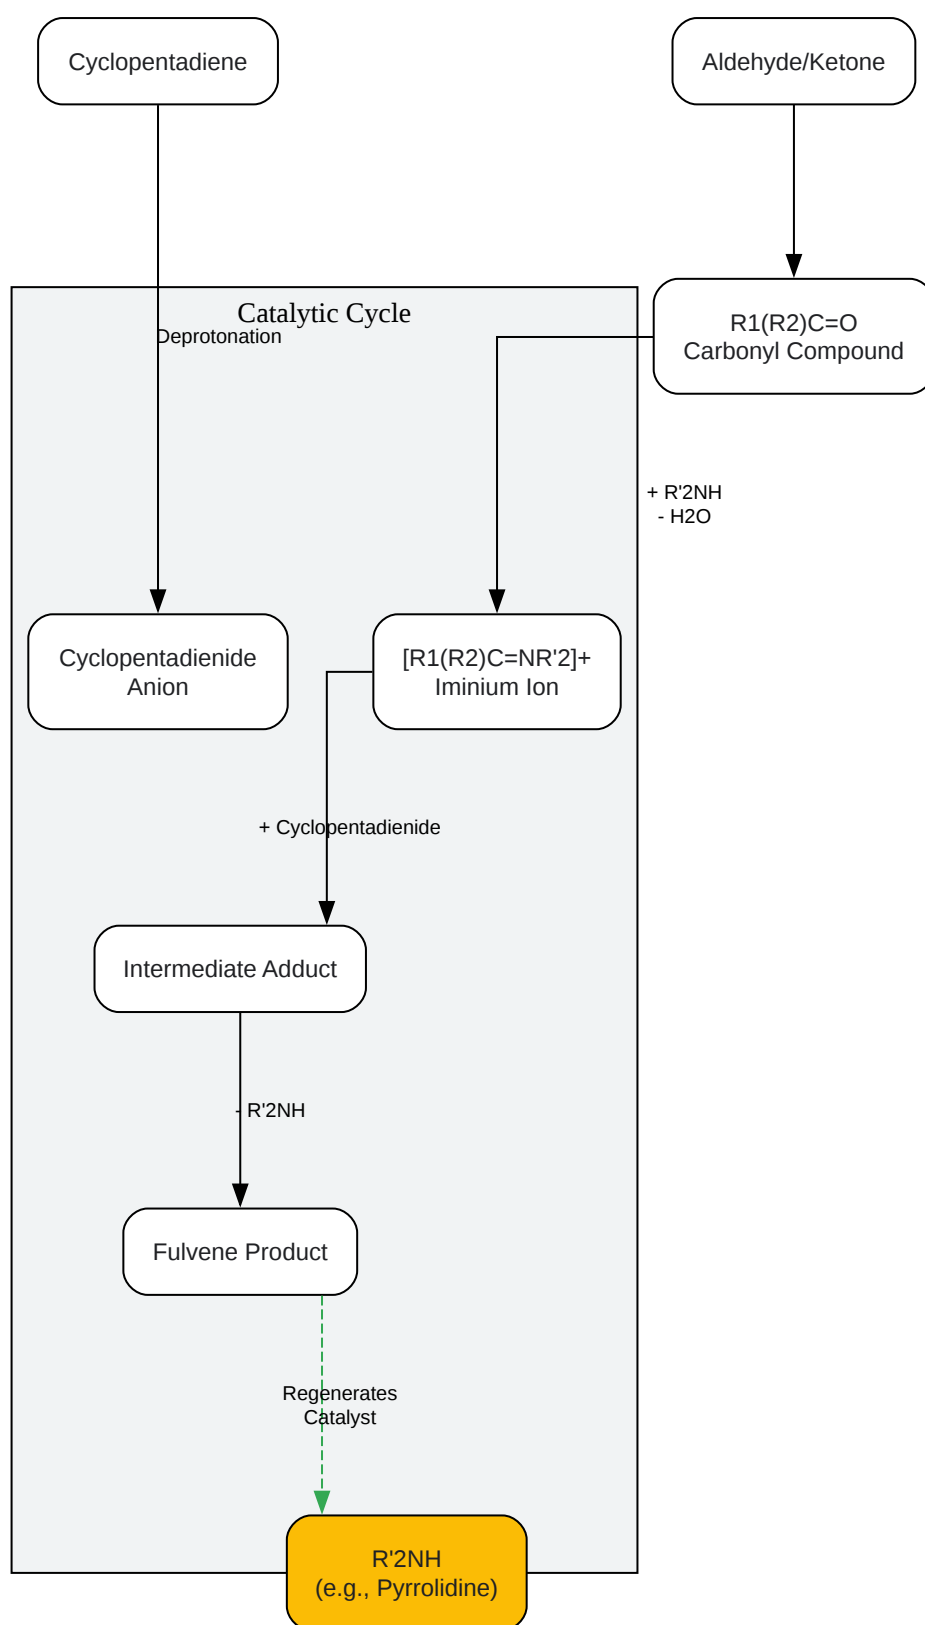 Cyclopentadiene
Aldehyde/Ketone
R1(R2)C=O
Carbonyl Compound
Catalytic Cycle
Deprotonation
+ R'2NH
- H2O
Cyclopentadienide
Anion
[R1(R2)C=NR'2]+
Iminium Ion
+ Cyclopentadienide
Intermediate Adduct
- R'2NH
Fulvene Product
Regenerates
Catalyst
R'2NH
(e.g., Pyrrolidine)